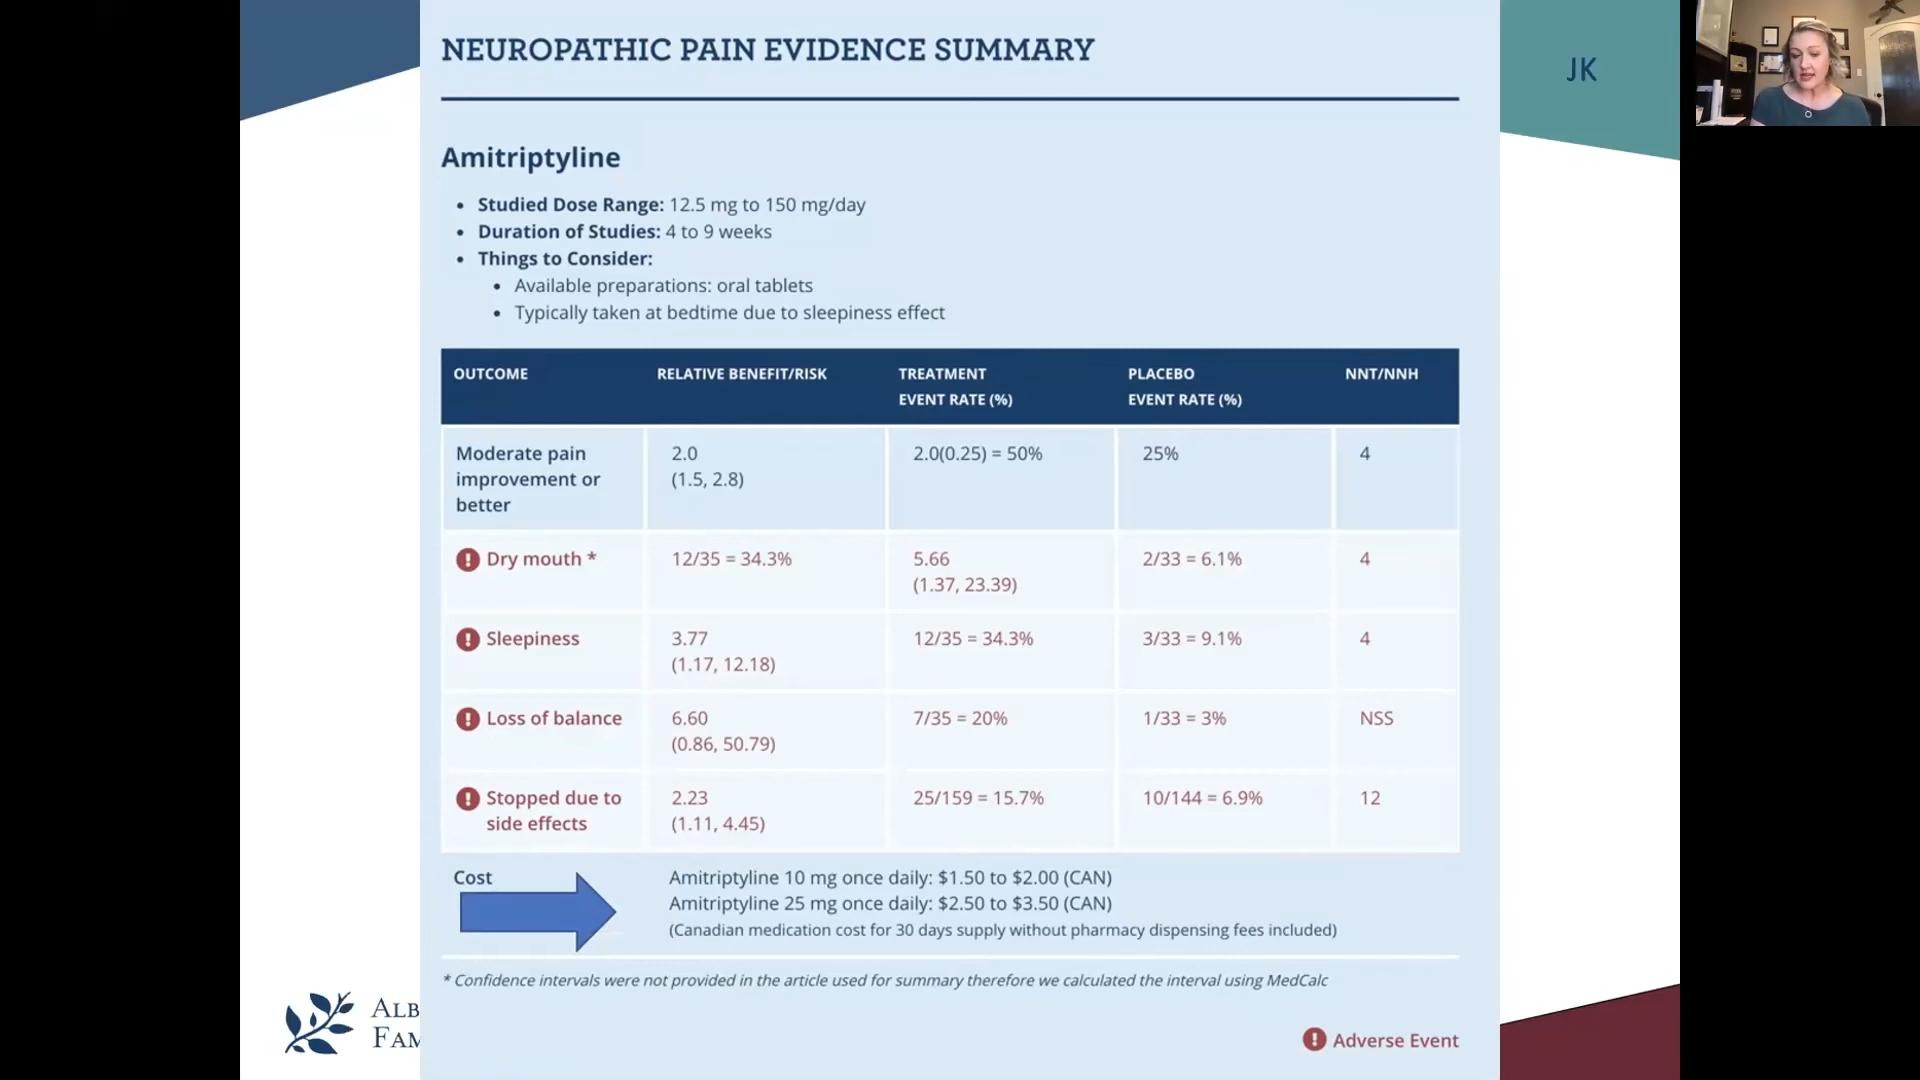 NEUROPATHIC PAIN EVIDENCE SUMMARY
JK
Amitriptyline
• Studied Dose Range: 12.5 mg to 150 mg/day
• Duration of Studies: 4 to 9 weeks
• Things to Consider:
• Available preparations: oral tablets
• Typically taken at bedtime due to sleepiness effect
OUTCOME RELATIVE BENEFIT/RISK TREATMENT EVENT RATE (%) PLACEBO EVENT RATE (%) NNT/NNH
Moderate pain improvement or better 2.0 (1.5, 2.8) 2.0(0.25) = 50% 25% 4
! Dry mouth * 12/35 = 34.3% 5.66 (1.37, 23.39) 2/33 = 6.1% 4
! Sleepiness 3.77 (1.17, 12.18) 12/35 = 34.3% 3/33 = 9.1% 4
! Loss of balance 6.60 (0.86, 50.79) 7/35 = 20% 1/33 = 3% NSS
! Stopped due to side effects 2.23 (1.11, 4.45) 25/159 = 15.7% 10/144 = 6.9% 12
Cost
Amitriptyline 10 mg once daily: $1.50 to $2.00 (CAN)
Amitriptyline 25 mg once daily: $2.50 to $3.50 (CAN)
(Canadian medication cost for 30 days supply without pharmacy dispensing fees included)
* Confidence intervals were not provided in the article used for summary therefore we calculated the interval using MedCalc
ALB
FAM
! Adverse Event